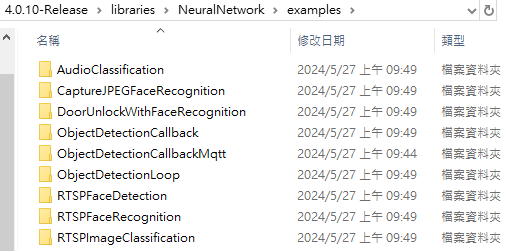 4.0.10-Release > libraries > NeuralNetwork > examples
名稱 修改日期 類型
AudioClassification 2024/5/27 上午 09:49 檔案資料夾
CaptureJPEGFaceRecognition 2024/5/27 上午 09:49 檔案資料夾
DoorUnlockWithFaceRecognition 2024/5/27 上午 09:49 檔案資料夾
ObjectDetectionCallback 2024/5/27 上午 09:49 檔案資料夾
ObjectDetectionCallbackMqtt 2024/5/27 上午 09:44 檔案資料夾
ObjectDetectionLoop 2024/5/27 上午 09:49 檔案資料夾
RTSPFaceDetection 2024/5/27 上午 09:49 檔案資料夾
RTSPFaceRecognition 2024/5/27 上午 09:49 檔案資料夾
RTSPImageClassification 2024/5/27 上午 09:49 檔案資料夾